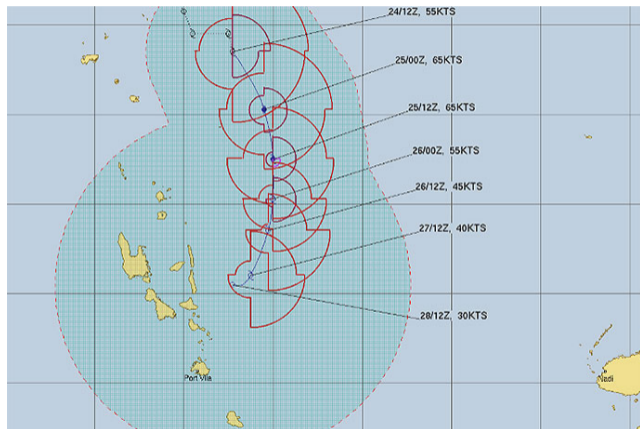 24/12Z, 55KTS
25/00Z, 65KTS
25/12Z, 65KTS
26/00Z, 55KTS
26/12Z, 45KTS
27/12Z, 40KTS
28/12Z, 30KTS
Port Vila
Nadi